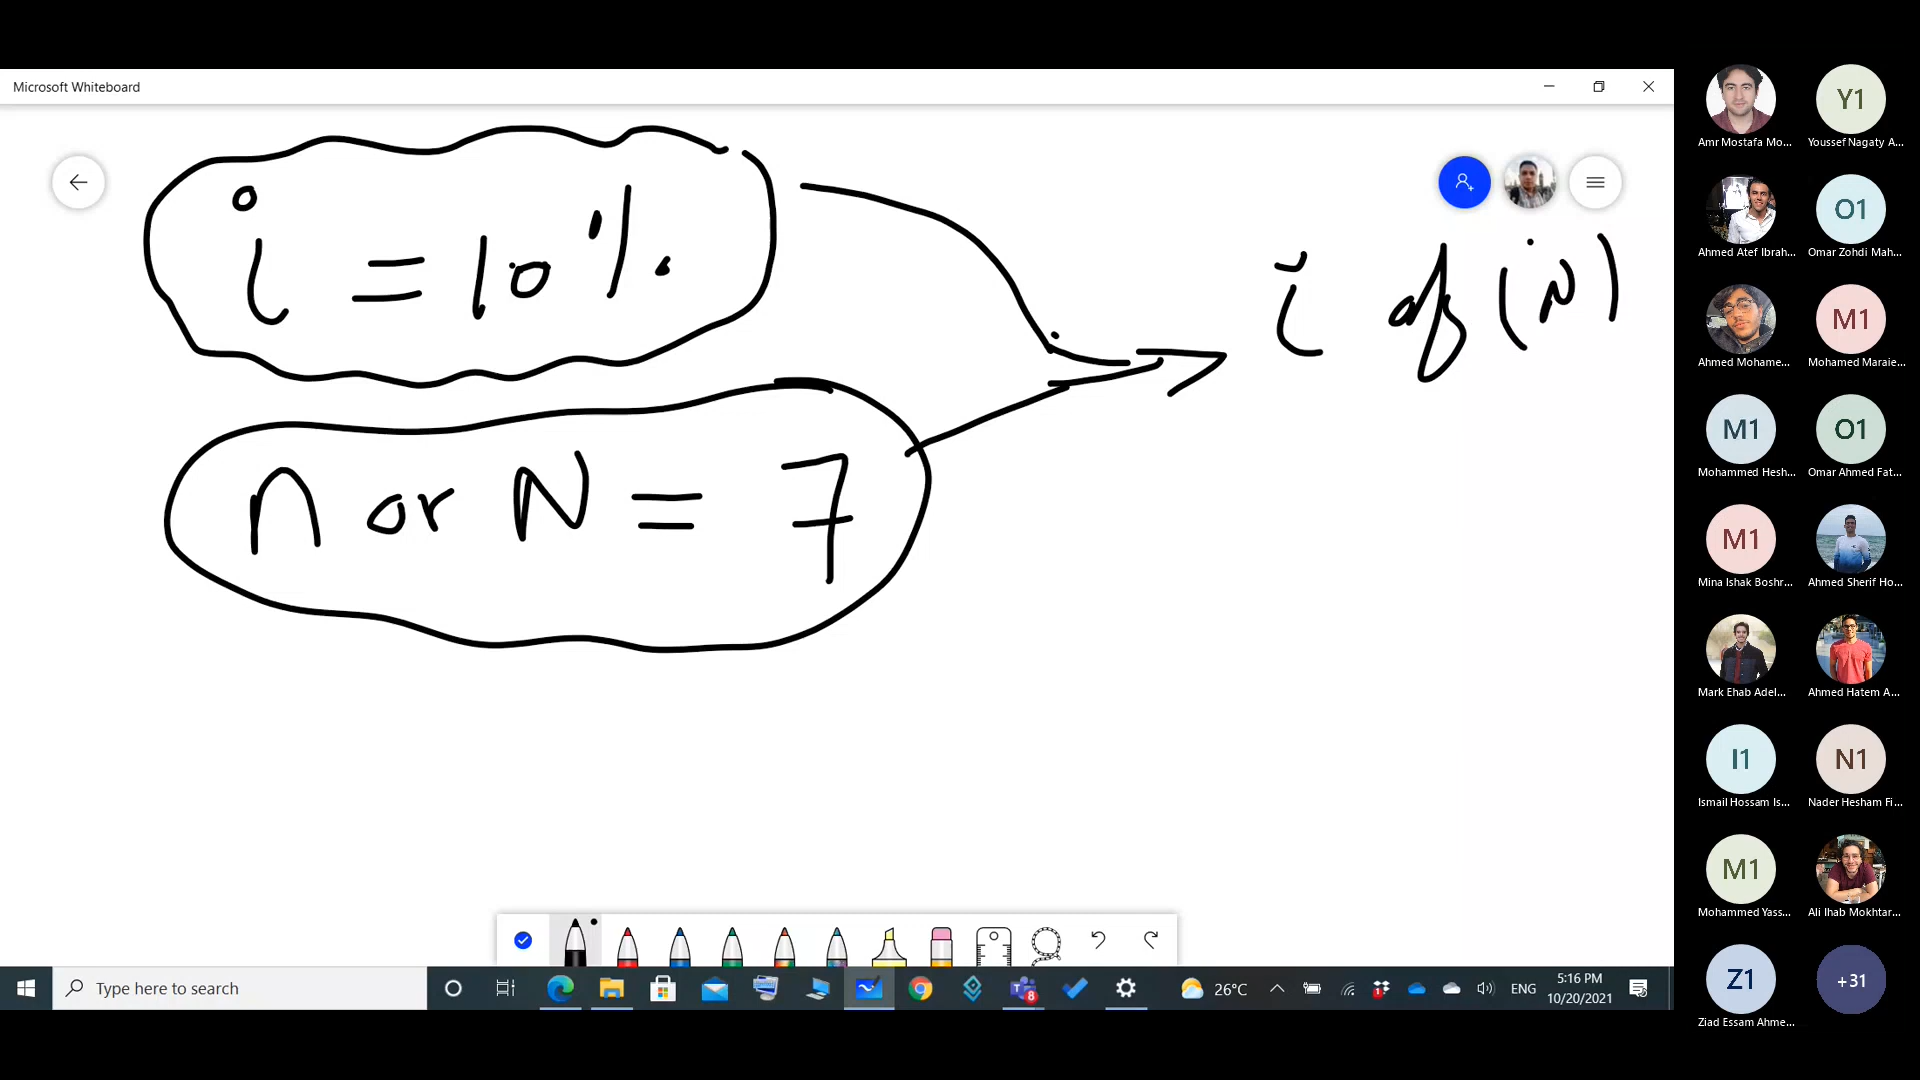 Microsoft Whiteboard
i = 10%
i of (N)
n or N = 7
Amr Mostafa Mo...
Y1
Youssef Nagaty A...
Ahmed Atef Ibrah...
O1
Omar Zohdi Mah...
Ahmed Mohame...
M1
Mohamed Maraie...
M1
Mohammed Hesh...
O1
Omar Ahmed Fat...
M1
Mina Ishak Boshr...
Ahmed Sherif Ho...
Mark Ehab Adel...
Ahmed Hatem A...
I1
Ismail Hossam Is...
N1
Nader Hesham Fi...
M1
Mohammed Yass...
Ali Ihab Mokhtar...
Z1
Ziad Essam Ahme...
+31
Type here to search
8
26°C
1
ENG
5:16 PM
10/20/2021